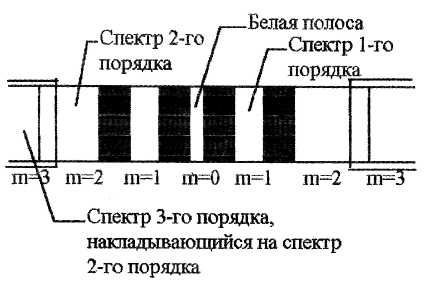 Белая полоса
Спектр 2-го
порядка
Спектр 1-го
порядка
m=3 m=2 m=1 m=0 m=1 m=2 m=3
Спектр 3-го порядка,
накладывающийся на спектр
2-го порядка